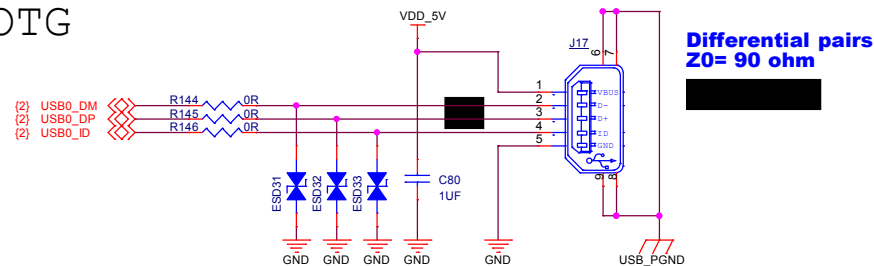 OTG
VDD_5V
J17
6
7
Differential pairs
Z0= 90 ohm
1
VBUS
{2} USB0_DM
R144
0R
2
D-
{2} USB0_DP
R145
0R
3
D+
{2} USB0_ID
R146
0R
4
ID
5
GND
9
8
ESD31
ESD32
ESD33
C80
1UF
GND
GND
GND
GND
GND
USB_PGND